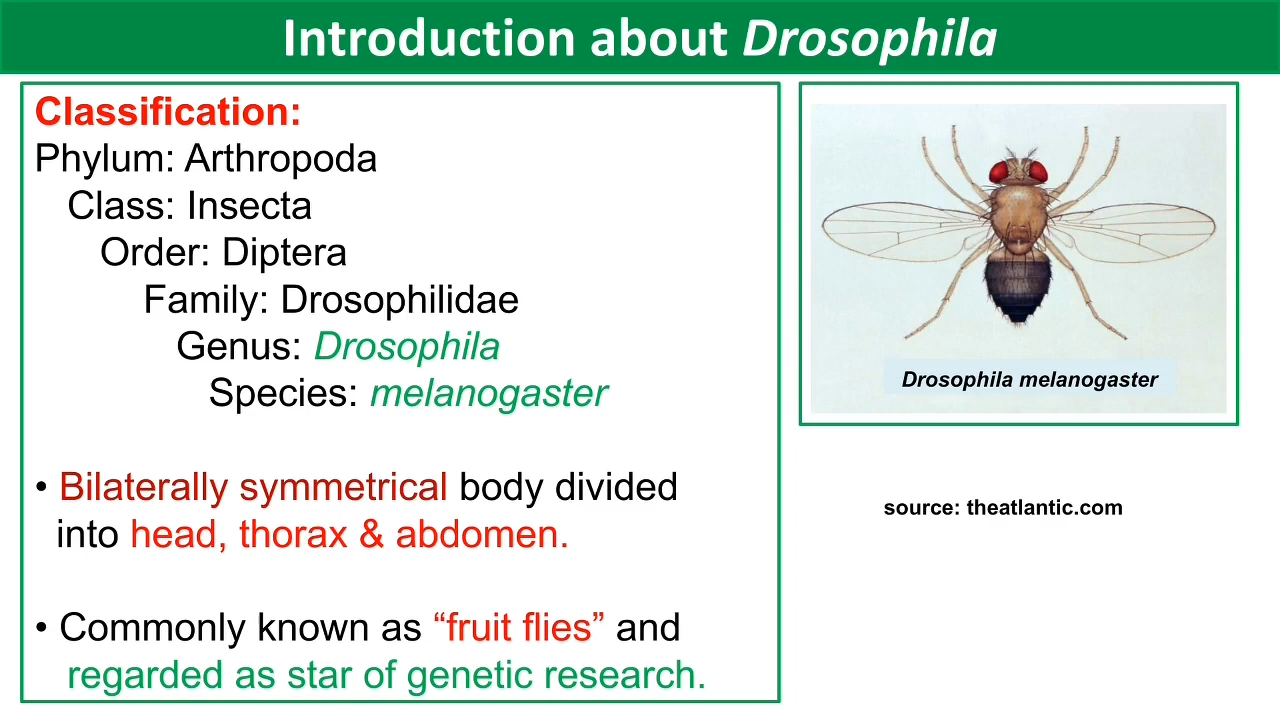 Introduction about Drosophila
Classification:
Phylum: Arthropoda
Class: Insecta
Order: Diptera
Family: Drosophilidae
Genus: Drosophila
Species: melanogaster
• Bilaterally symmetrical body divided
into head, thorax & abdomen.
• Commonly known as “fruit flies” and
regarded as star of genetic research.
Drosophila melanogaster
source: theatlantic.com